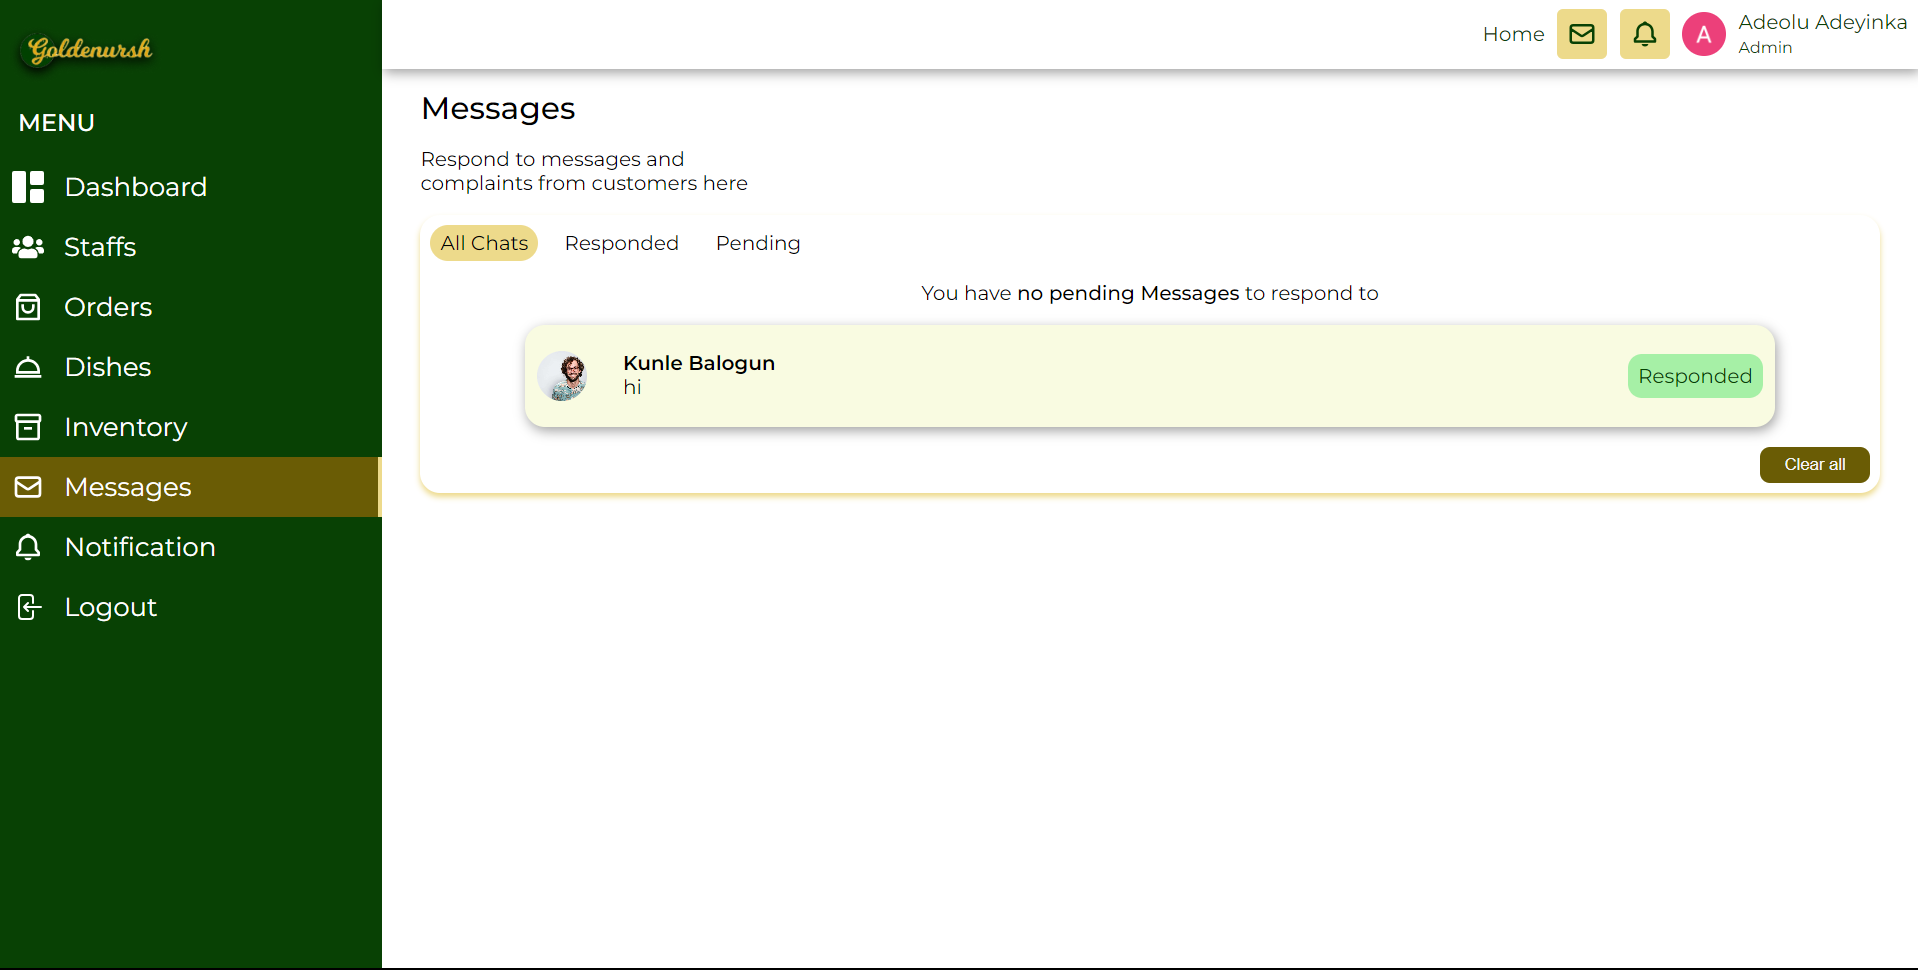 Goldenursh
MENU
Dashboard
Staffs
Orders
Dishes
Inventory
Messages
Notification
Logout
Home
A
Adeolu Adeyinka
Admin
Messages
Respond to messages and
complaints from customers here
All Chats
Responded
Pending
You have no pending Messages to respond to
Kunle Balogun
hi
Responded
Clear all